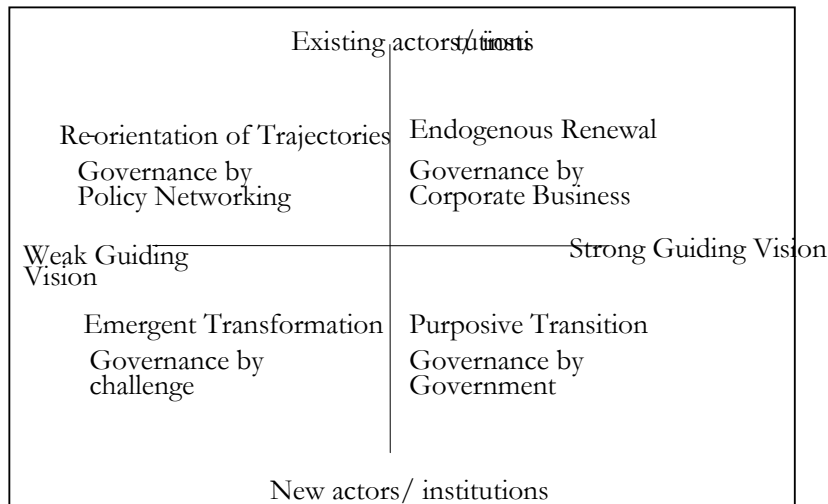 Existing actors/
Re-orientation of Trajectories
Governance by
Policy Networking
Endogenous Renewal
Governance by
Corporate Business
Weak Guiding
Vision
Strong Guiding Vision
Emergent Transformation
Governance by
challenge
Purposive Transition
Governance by
Government
New actors/ institutions